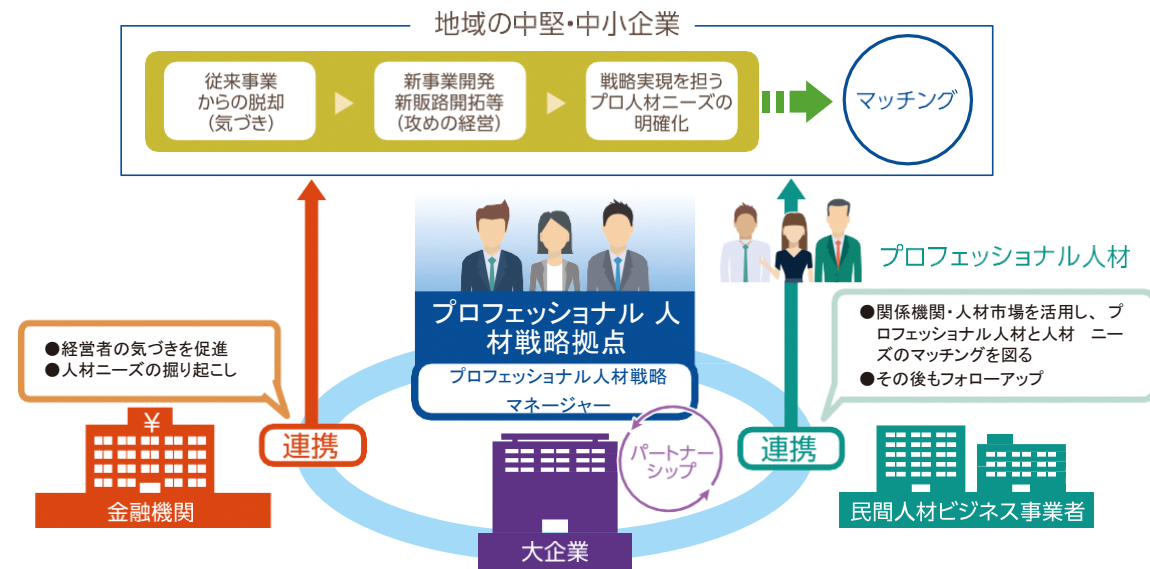 地域の中堅・中小企業
従来事業
からの脱却
(気づき)
新事業開発
新販路開拓等
(攻めの経営)
戦略実現を担う
プロ人材ニーズの
明確化
マッチング
プロフェッショナル人材
プロフェッショナル 人
材戦略拠点
プロフェッショナル人材戦略
マネージャー
●経営者の気づきを促進
●人材ニーズの掘り起こし
●関係機関・人材市場を活用し、プ
ロフェッショナル人材と人材 ニー
ズのマッチングを図る
●その後もフォローアップ
連携
連携
パートナー
シップ
¥
金融機関
大企業
民間人材ビジネス事業者